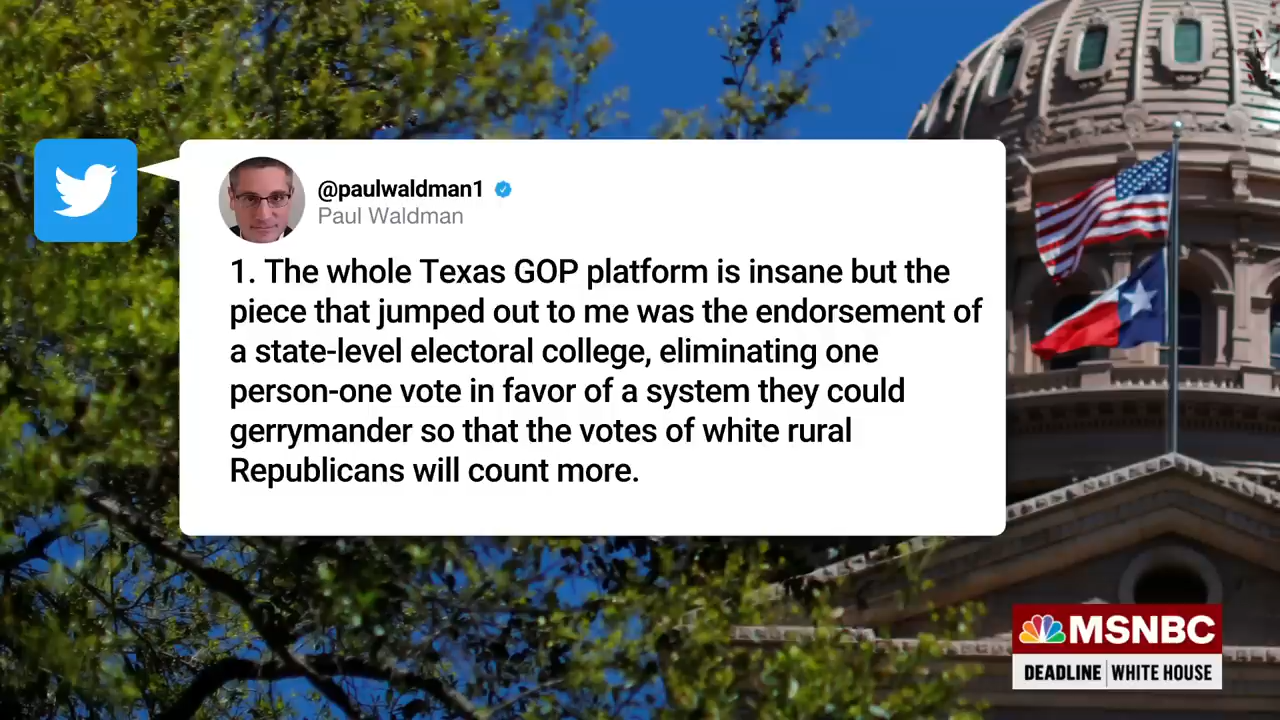 @paulwaldman1
Paul Waldman
1. The whole Texas GOP platform is insane but the
piece that jumped out to me was the endorsement of
a state-level electoral college, eliminating one
person-one vote in favor of a system they could
gerrymander so that the votes of white rural
Republicans will count more.
MSNBC
DEADLINE WHITE HOUSE